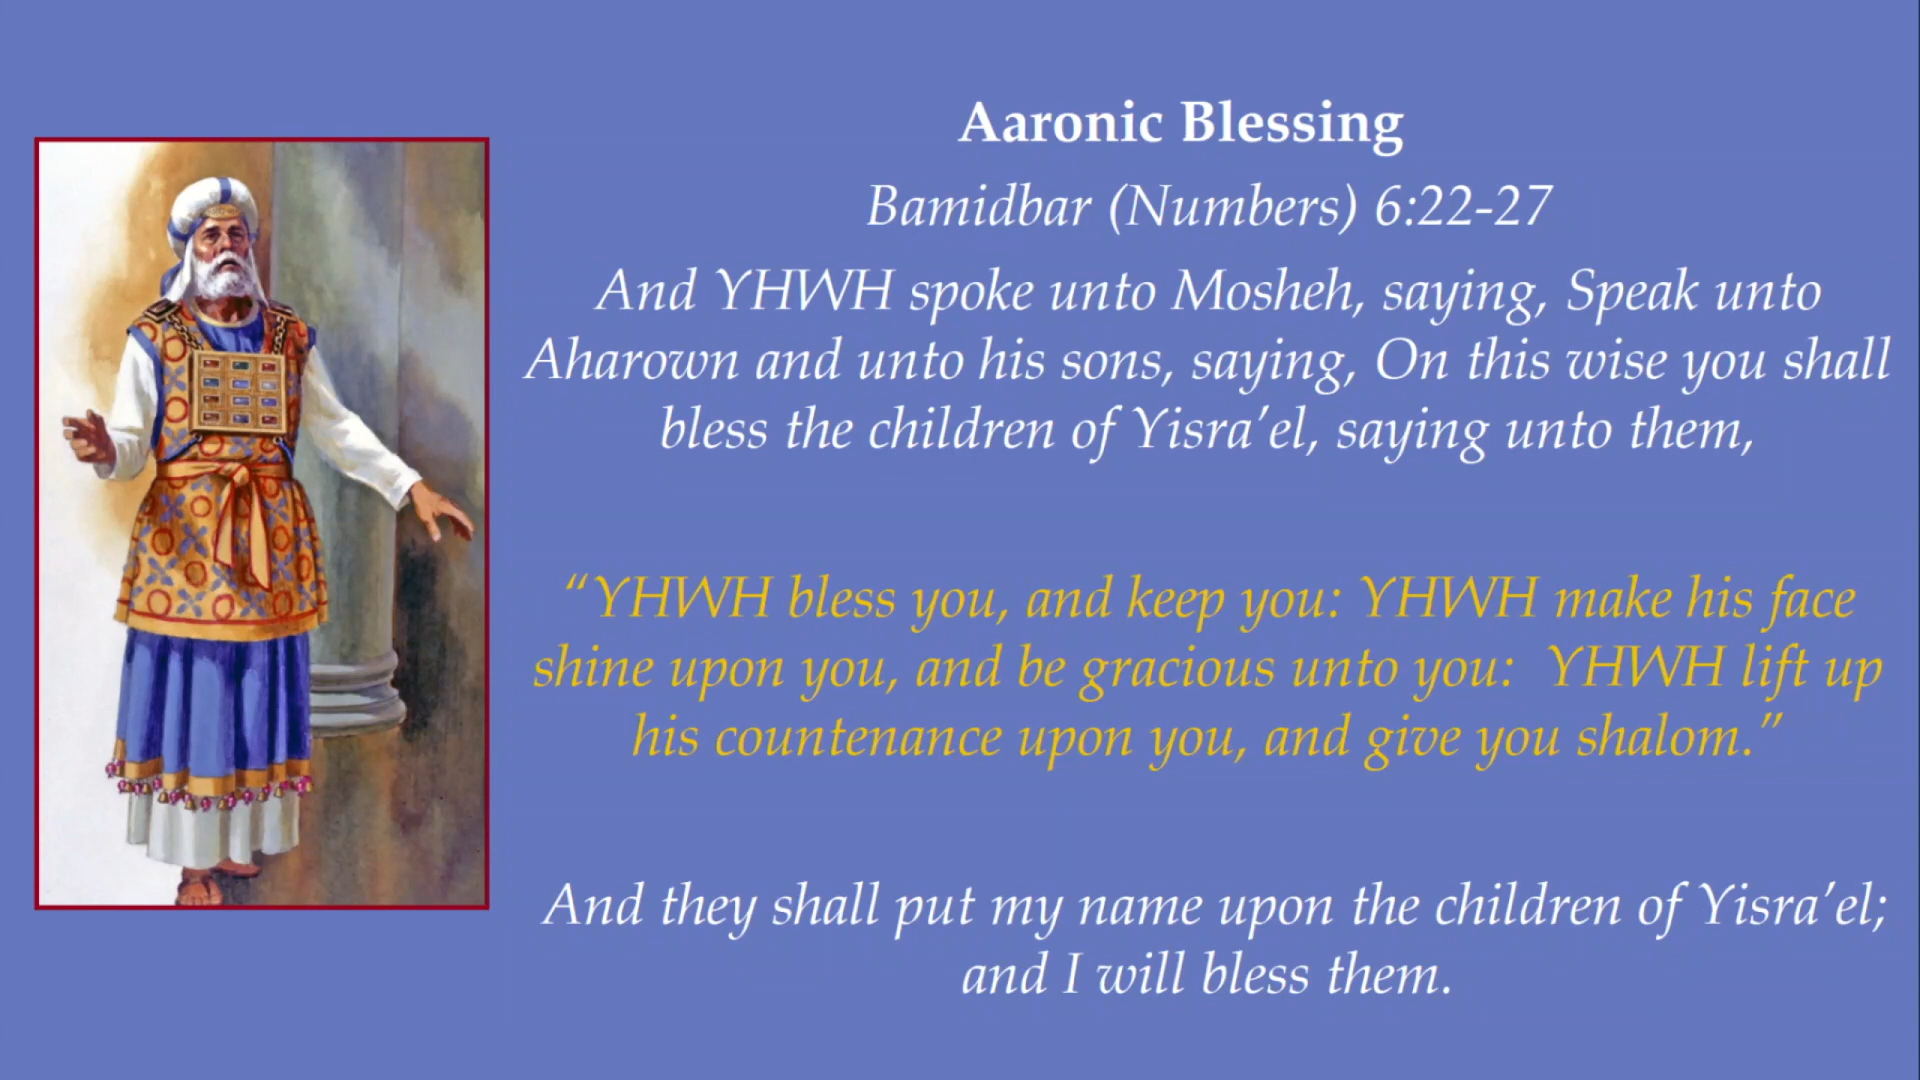 Aaronic Blessing
Bamidbar (Numbers) 6:22-27
And YHWH spoke unto Mosheh, saying, Speak unto
Aharown and unto his sons, saying, On this wise you shall
bless the children of Yisra’el, saying unto them,
“YHWH bless you, and keep you: YHWH make his face
shine upon you, and be gracious unto you:  YHWH lift up
his countenance upon you, and give you shalom.”
And they shall put my name upon the children of Yisra’el;
and I will bless them.